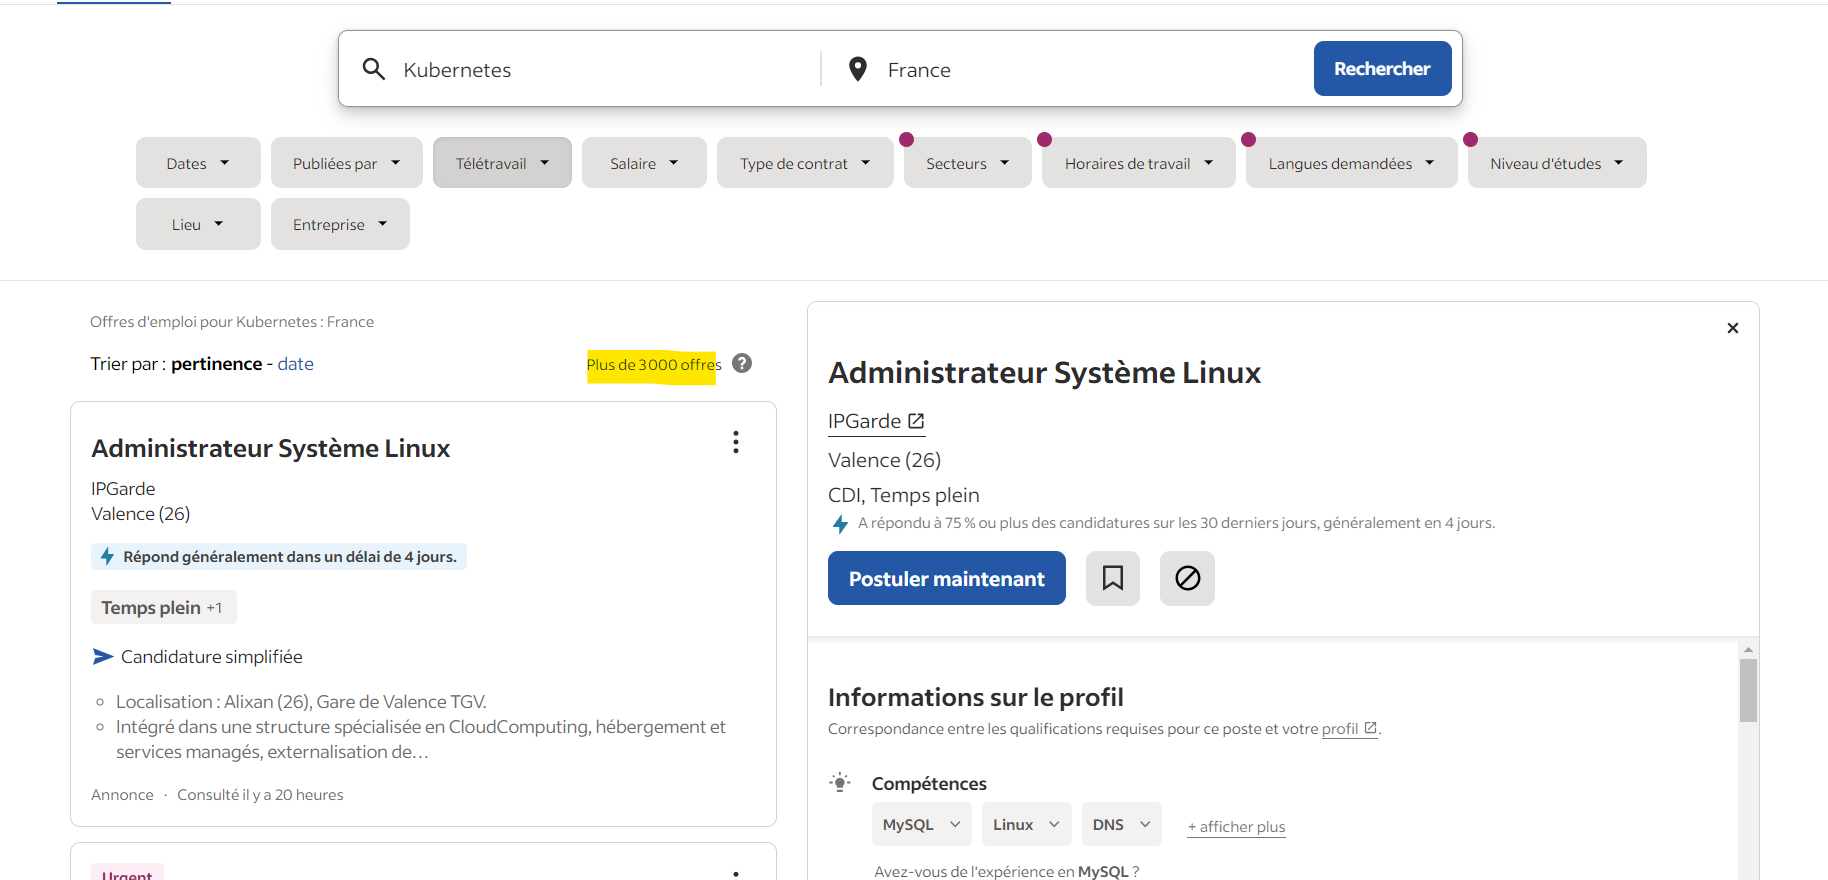 Kubernetes
France
Rechercher
Dates
Publiées par
Télétravail
Salaire
Type de contrat
Secteurs
Horaires de travail
Langues demandées
Niveau d'études
Lieu
Entreprise
Offres d'emploi pour Kubernetes : France
Trier par : pertinence - date
Plus de 3 000 offres ?
Administrateur Système Linux
IPGarde
Valence (26)
Répond généralement dans un délai de 4 jours.
Temps plein +1
Candidature simplifiée
Localisation : Alixan (26), Gare de Valence TGV.
Intégré dans une structure spécialisée en CloudComputing, hébergement et
services managés, externalisation de…
Annonce · Consulté il y a 20 heures
Urgent
Administrateur Système Linux
IPGarde
Valence (26)
CDI, Temps plein
A répondu à 75 % ou plus des candidatures sur les 30 derniers jours, généralement en 4 jours.
Postuler maintenant
Informations sur le profil
Correspondance entre les qualifications requises pour ce poste et votre profil.
Compétences
MySQL
Linux
DNS
+ afficher plus
Avez-vous de l'expérience en MySQL ?